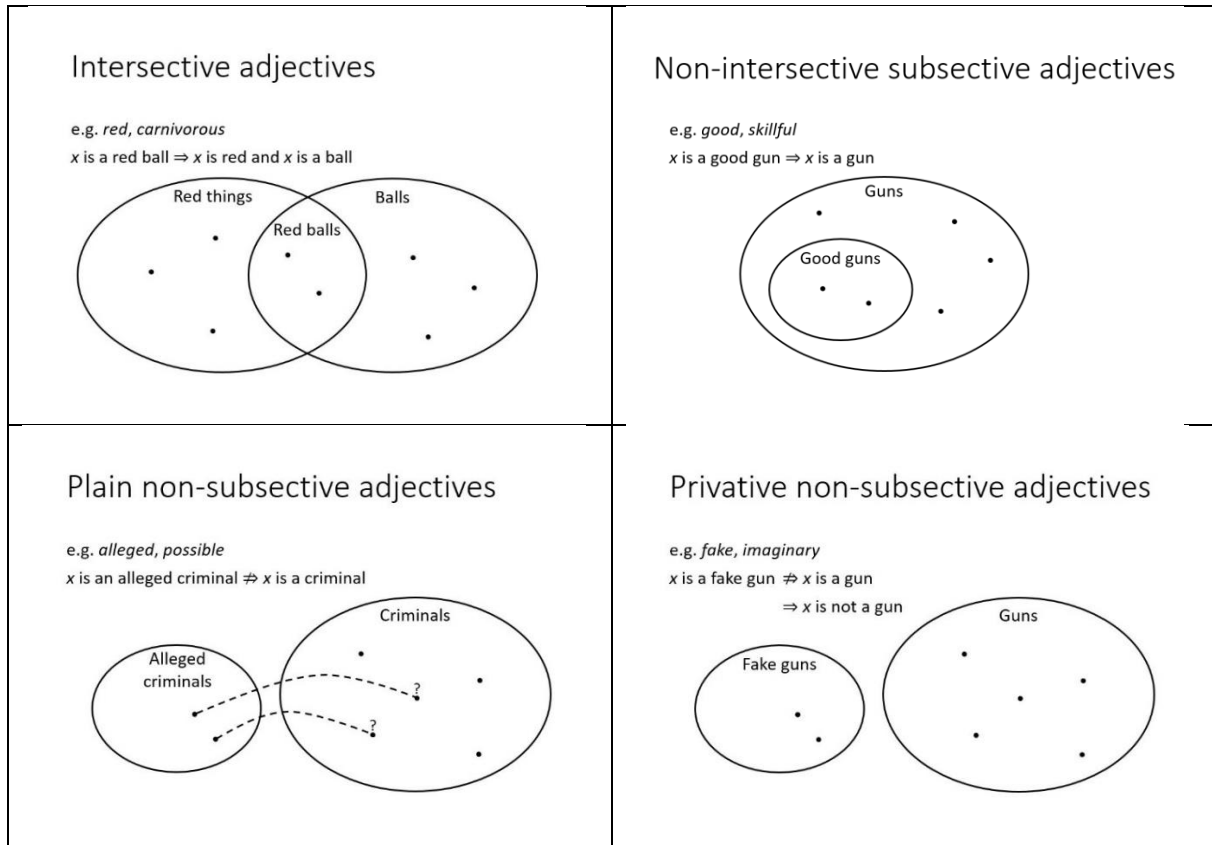 Intersective adjectives
e.g. red, carnivorous
x is a red ball ⇒ x is red and x is a ball
Red things
Balls
Red balls
Non-intersective subsective adjectives
e.g. good, skillful
x is a good gun ⇒ x is a gun
Guns
Good guns
Plain non-subsective adjectives
e.g. alleged, possible
x is an alleged criminal ⇏ x is a criminal
Criminals
Alleged
criminals
?
?
Privative non-subsective adjectives
e.g. fake, imaginary
x is a fake gun ⇏ x is a gun
⇒ x is not a gun
Guns
Fake guns